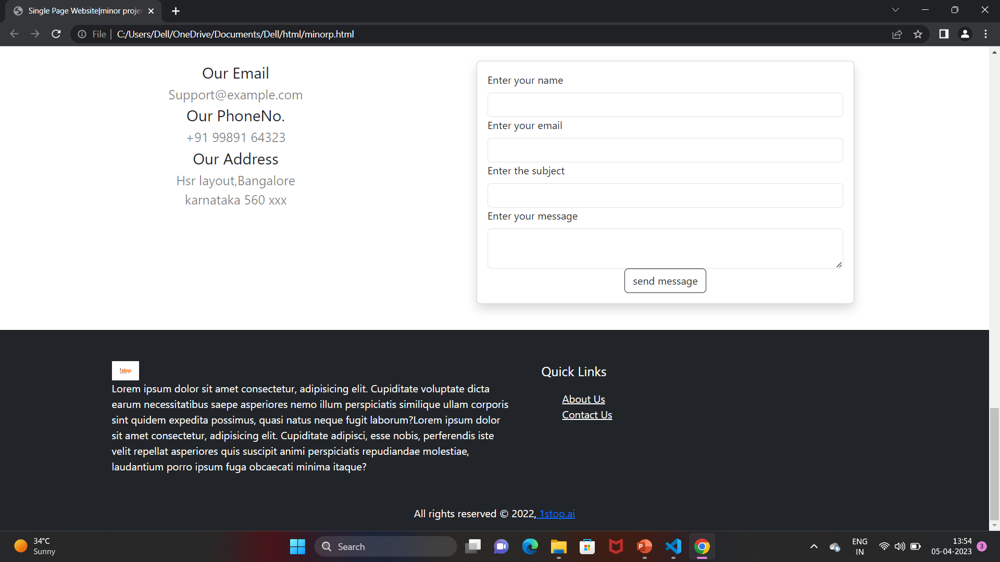 Single Page Website|minor proje
File
C:/Users/Dell/OneDrive/Documents/Dell/html/minorp.html
Our Email
Support@example.com
Our PhoneNo.
+91 99891 64323
Our Address
Hsr layout,Bangalore
karnataka 560 xxx
Enter your name
Enter your email
Enter the subject
Enter your message
send message
1stop
Lorem ipsum dolor sit amet consectetur, adipisicing elit. Cupiditate voluptate dicta
earum necessitatibus saepe asperiores nemo illum perspiciatis similique ullam corporis
sint quidem expedita possimus, quasi natus neque fugit laborum?Lorem ipsum dolor
sit amet consectetur, adipisicing elit. Cupiditate adipisci, esse nobis, perferendis iste
velit repellat asperiores quis suscipit animi perspiciatis repudiandae molestiae,
laudantium porro ipsum fuga obcaecati minima itaque?
Quick Links
About Us
Contact Us
All rights reserved © 2022, 1stop.ai
34°C
Sunny
Search
ENG
IN
13:54
05-04-2023
3